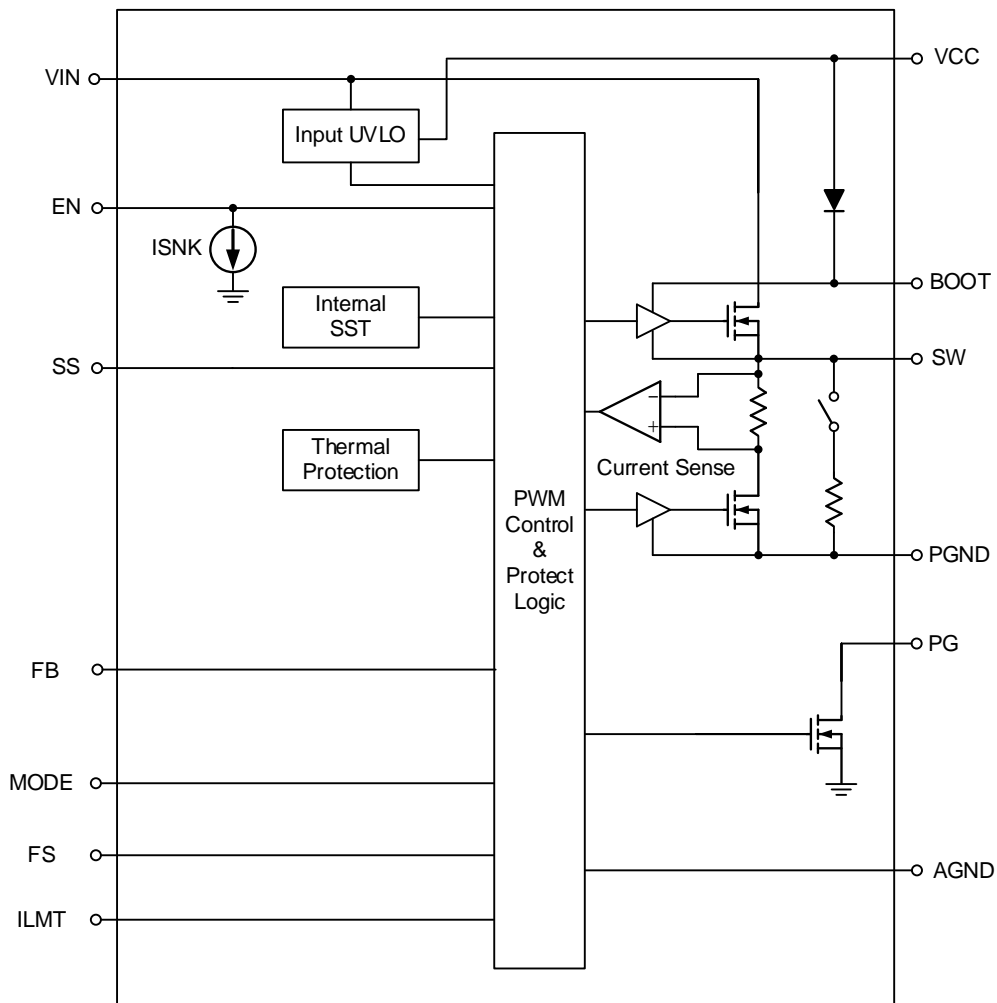 VCC
VIN
Input UVLO
EN
ISNK
Internal
SST
BOOT
SS
SW
−
+
Thermal
Protection
Current Sense
PWM
Control
&
Protect
Logic
PGND
FB
PG
MODE
FS
AGND
ILMT